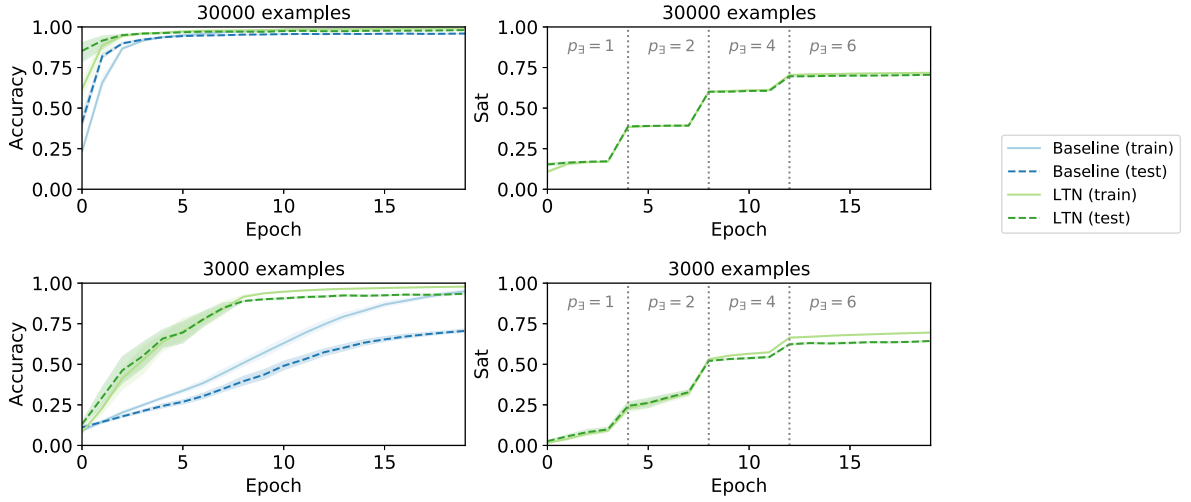 30000 examples
1.00
0.75
0.50
0.25
0.00
Accuracy
0
5
10
15
Epoch
30000 examples
1.00
0.75
0.50
0.25
0.00
Sat
p∃ = 1
p∃ = 2
p∃ = 4
p∃ = 6
0
5
10
15
Epoch
Baseline (train)
Baseline (test)
LTN (train)
LTN (test)
3000 examples
1.00
0.75
0.50
0.25
0.00
Accuracy
0
5
10
15
Epoch
3000 examples
1.00
0.75
0.50
0.25
0.00
Sat
p∃ = 1
p∃ = 2
p∃ = 4
p∃ = 6
0
5
10
15
Epoch